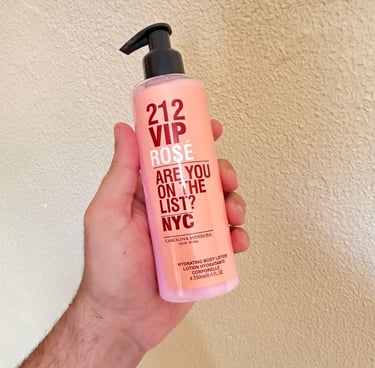 212
VIP
ROSÉ
ARE YOU
ON THE
LIST?
NYC
CAROLINA HERRERA
NEW YORK
HYDRATING BODY LOTION
LOTION HYDRATANTE
CORPORELLE